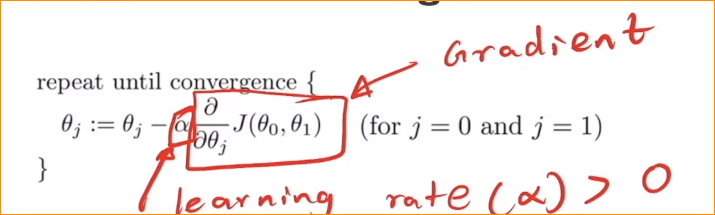 Gradient
repeat until convergence {
θj := θj − α ∂/∂θj J(θ0, θ1) (for j = 0 and j = 1)
}
learning rate (α) > 0